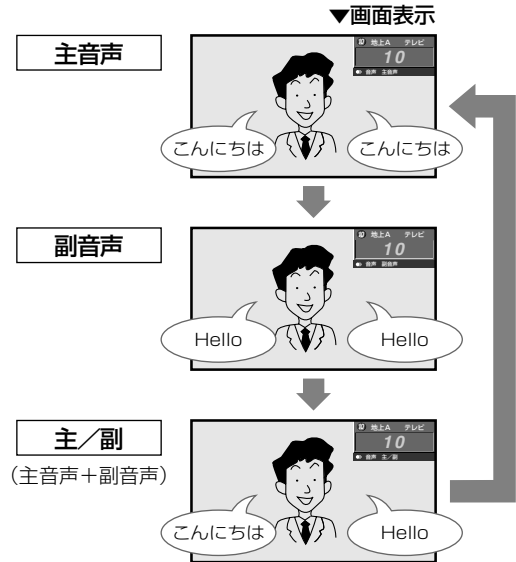 ▼画面表示
主音声
地上A テレビ
10
音声 主音声
こんにちは
こんにちは
副音声
地上A テレビ
10
音声 副音声
Hello
Hello
主／副
(主音声＋副音声)
地上A テレビ
10
音声 主／副
こんにちは
Hello